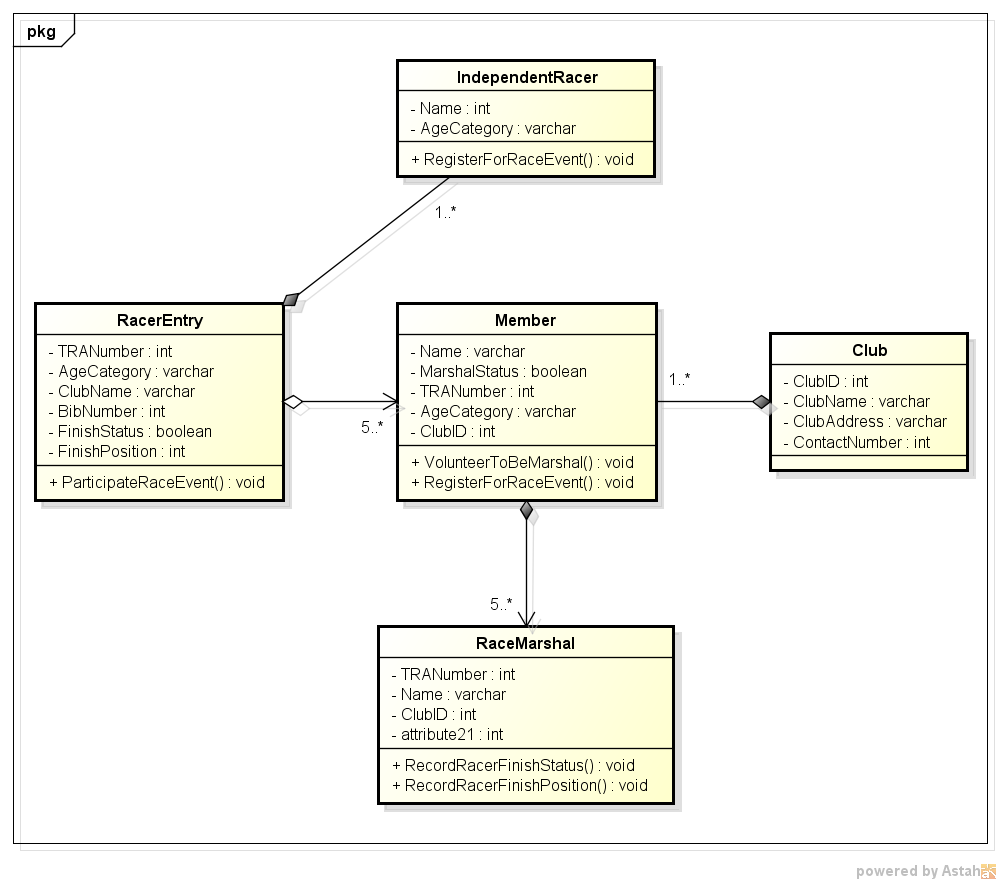 pkg
IndependentRacer
- Name : int
- AgeCategory : varchar
+ RegisterForRaceEvent() : void
1..*
RacerEntry
- TRANumber : int
- AgeCategory : varchar
- ClubName : varchar
- BibNumber : int
- FinishStatus : boolean
- FinishPosition : int
+ ParticipateRaceEvent() : void
5..*
Member
- Name : varchar
- MarshalStatus : boolean
- TRANumber : int
- AgeCategory : varchar
- ClubID : int
+ VolunteerToBeMarshal() : void
+ RegisterForRaceEvent() : void
1..*
Club
- ClubID : int
- ClubName : varchar
- ClubAddress : varchar
- ContactNumber : int
5..*
RaceMarshal
- TRANumber : int
- Name : varchar
- ClubID : int
- attribute21 : int
+ RecordRacerFinishStatus() : void
+ RecordRacerFinishPosition() : void
powered by Astah